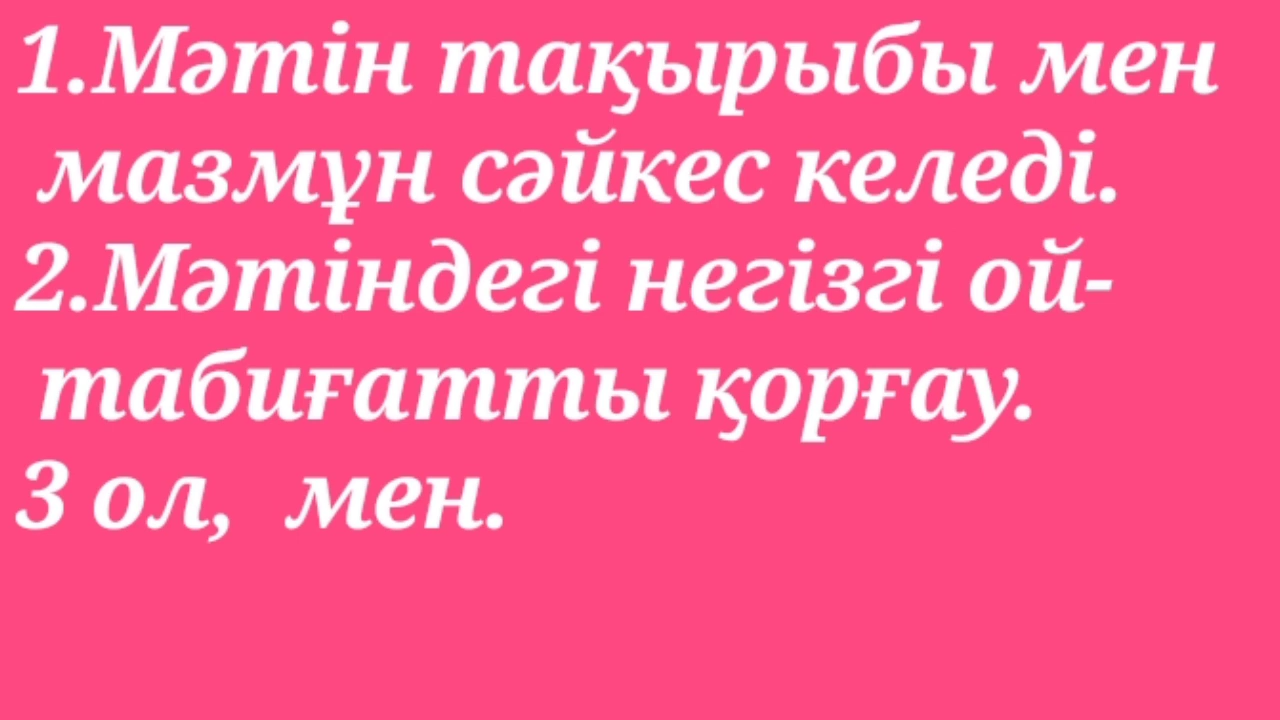 1.Мәтін тақырыбы мен
мазмұн сәйкес келеді.
2.Мәтіндегі негізгі ой-
табиғатты қорғау.
3 ол, мен.